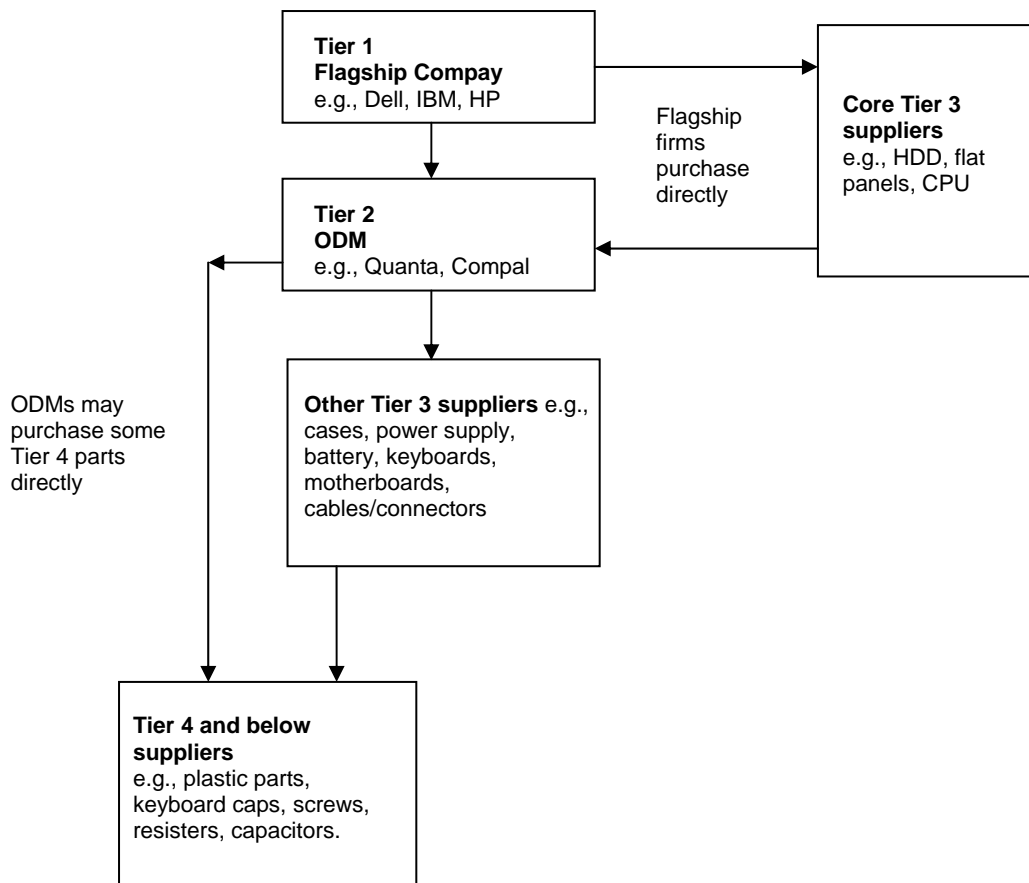 Tier 1
Flagship Compay
e.g., Dell, IBM, HP
Core Tier 3
suppliers
e.g., HDD, flat
panels, CPU
Flagship
firms
purchase
directly
Tier 2
ODM
e.g., Quanta, Compal
ODMs may
purchase some
Tier 4 parts
directly
Other Tier 3 suppliers e.g.,
cases, power supply,
battery, keyboards,
motherboards,
cables/connectors
Tier 4 and below
suppliers
e.g., plastic parts,
keyboard caps, screws,
resisters, capacitors.